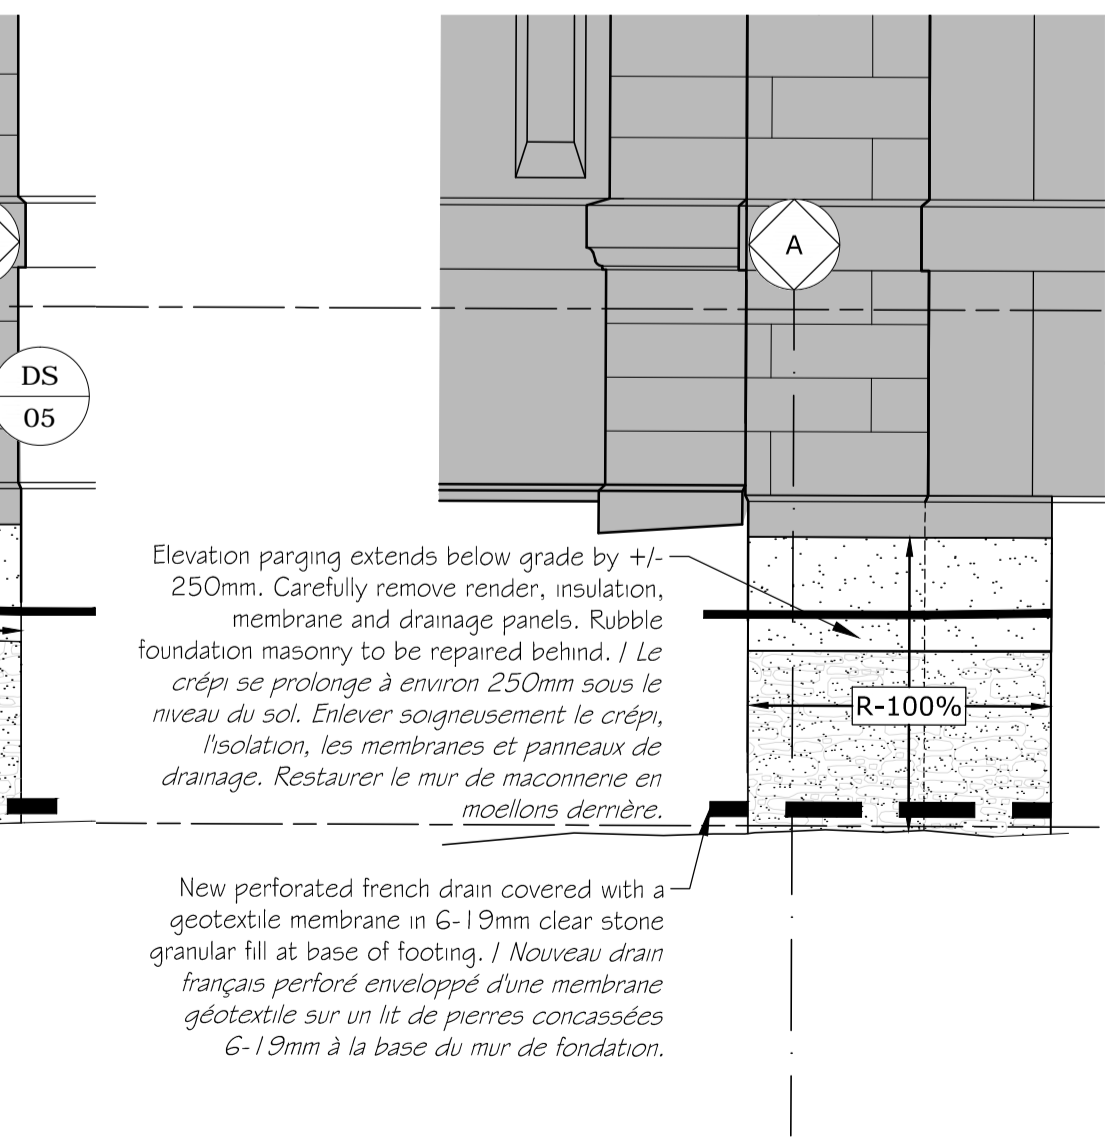 A
DS
05
Elevation parging extends below grade by +/-
250mm. Carefully remove render, insulation,
membrane and drainage panels. Rubble
foundation masonry to be repaired behind. / Le
crépi se prolonge à environ 250mm sous le
niveau du sol. Enlever soigneusement le crépi,
l'isolation, les membranes et panneaux de
drainage. Restaurer le mur de maconnerie en
moellons derrière.
R-100%
New perforated french drain covered with a
geotextile membrane in 6-19mm clear stone
granular fill at base of footing. / Nouveau drain
français perforé enveloppé d'une membrane
géotextile sur un lit de pierres concassées
6-19mm à la base du mur de fondation.